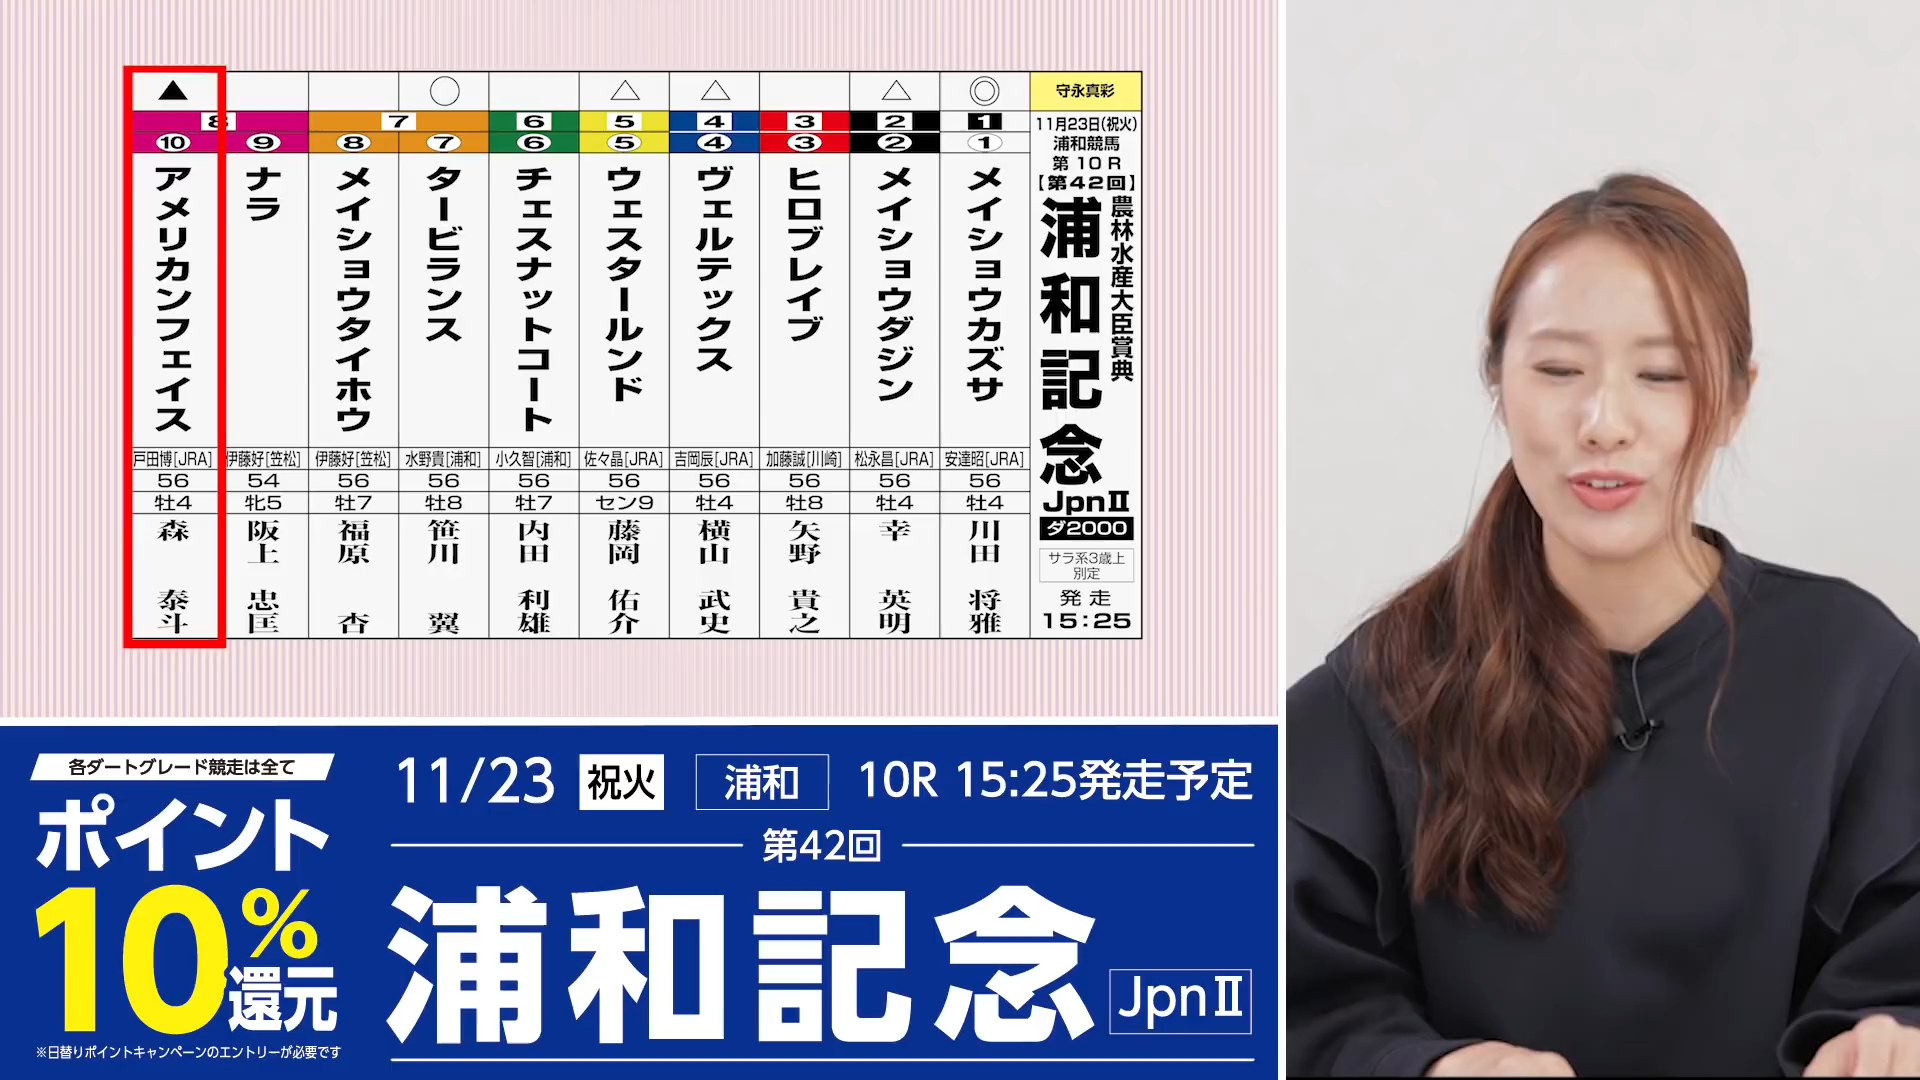 守永真彩
11月23日(祝火)
浦和競馬
第10R
【第42回】
農林水産大臣賞典
浦和記念
JpnⅡ
ダ2000
サラ系3歳上
別定
発走
15:25
◎
1
1
メイショウカズサ
安達昭[JRA]
56
牡4
川田 将雅
△
2
2
メイショウダジン
松永昌[JRA]
56
牡4
幸 英明
3
3
ヒロブレイブ
加藤誠[川崎]
56
牡8
矢野 貴之
△
4
4
ヴェルテックス
吉岡辰[JRA]
56
牡4
横山 武史
△
5
5
ウェスタールンド
佐々晶[JRA]
56
セン9
藤岡 佑介
6
6
チェスナットコート
小久智[浦和]
56
牡7
内田 利雄
○
7
7
タービランス
水野貴[浦和]
56
牡8
笹川 翼
8
メイショウタイホウ
伊藤好[笠松]
56
牡7
福原 杏
8
9
ナラ
伊藤好[笠松]
54
牝5
阪上 忠匡
▲
10
アメリカンフェイス
戸田博[JRA]
56
牡4
森 泰斗
各ダートグレード競走は全て
ポイント
10%
還元
※日替りポイントキャンペーンのエントリーが必要です
11/23 祝火 浦和 10R 15:25発走予定
第42回
浦和記念 JpnⅡ